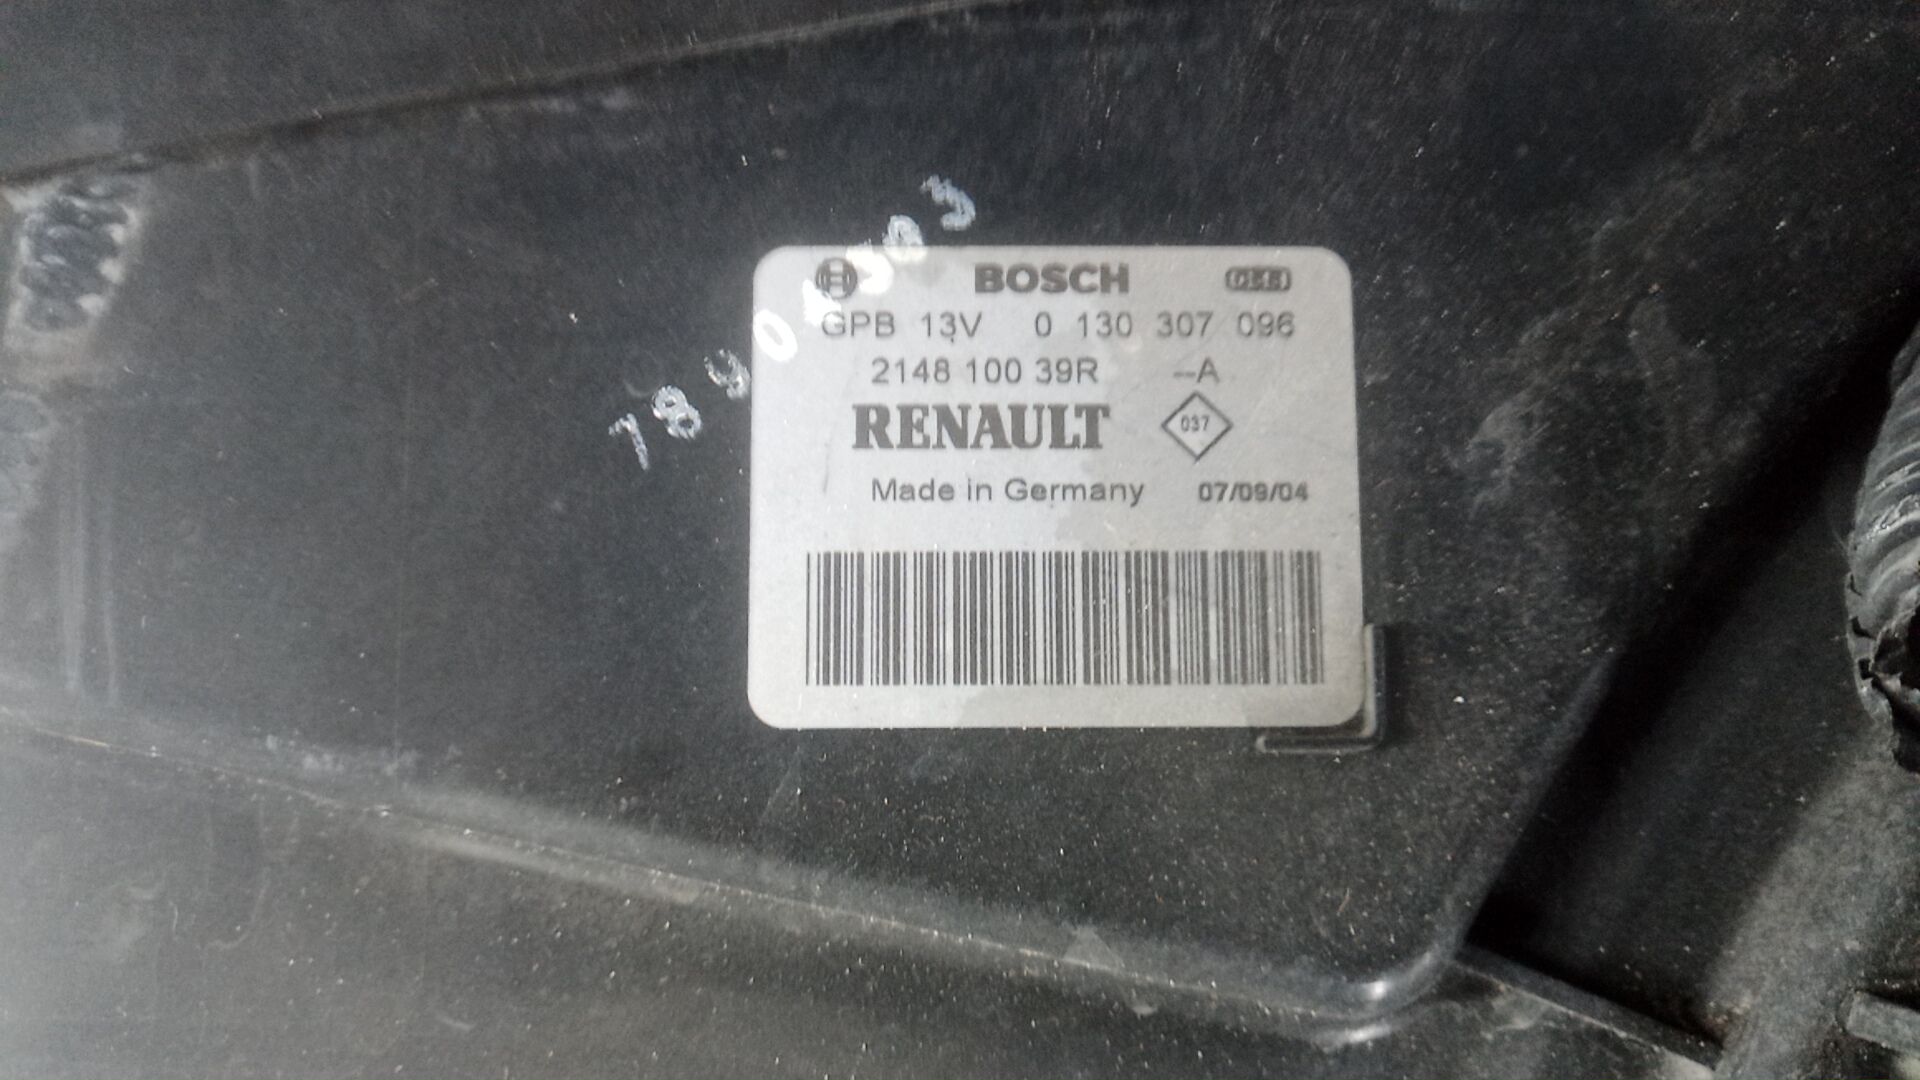 BOSCH
GPB 13V 0 130 307 096
2148 100 39R --A
RENAULT 037
Made in Germany 07/09/04